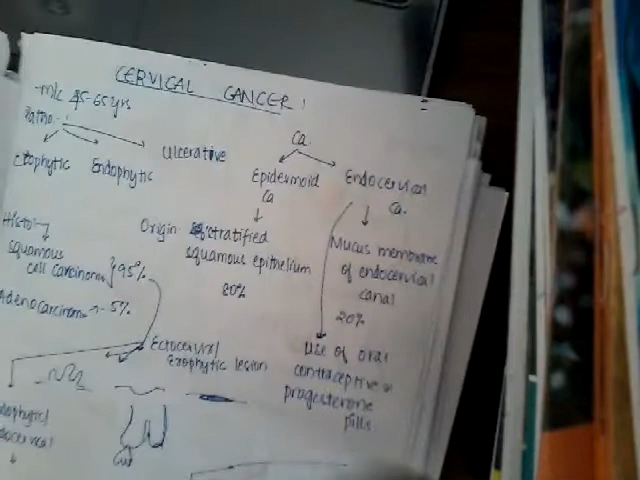 CERVICAL CANCER!
-m/c 45-65 yrs
Patho -:
Exophytic Endophytic Ulcerative
Ca
Epidermoid
Ca
Endocervical
Ca.
Origin stratified
squamous epithelium
80%
Mucus membrane
of endocervical
canal
20%
Use of oral
contraceptive or
progesterone
pills.
Histo-
squamous
cell carcinoma } 95%
Adenocarcinoma → 5%
Ectocervix/
Exophytic lesion